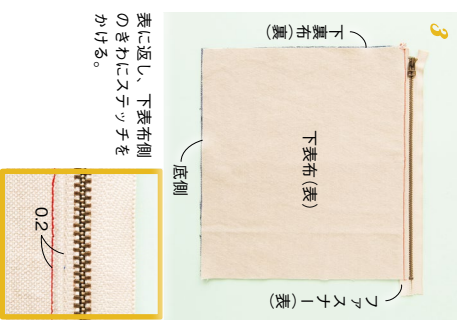 3
下裏布(裏)
下表布(表)
ファスナー(表)
底側
表に返し、下表布側
のきわにステッチを
かける。
0.2